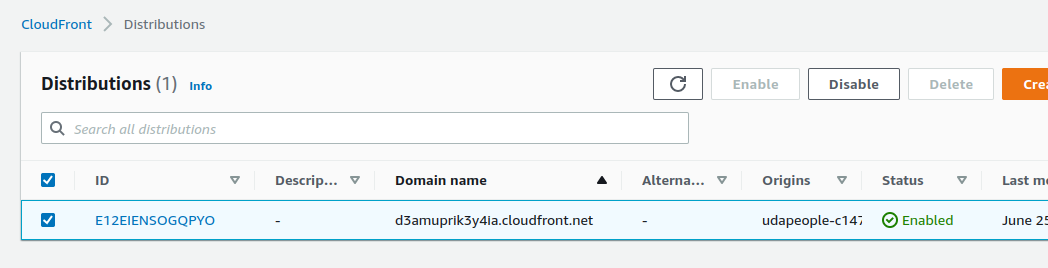 CloudFront > Distributions
Distributions (1) Info
Enable Disable Delete Crea
Search all distributions
ID Descrip... Domain name Alterna... Origins Status Last mo
E12EIENSOGQPYO - d3amuprik3y4ia.cloudfront.net - udapeople-c147 Enabled June 25